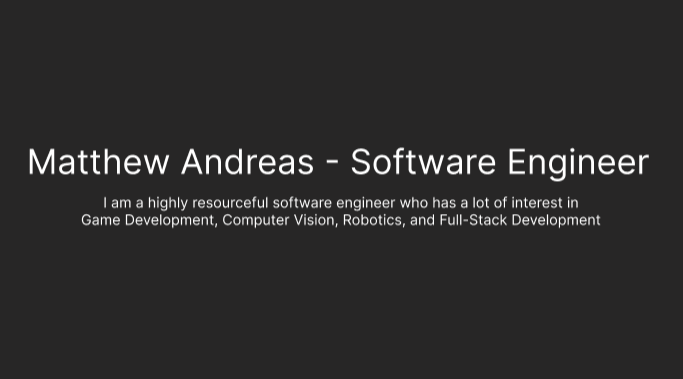 Matthew Andreas - Software Engineer
I am a highly resourceful software engineer who has a lot of interest in
Game Development, Computer Vision, Robotics, and Full-Stack Development